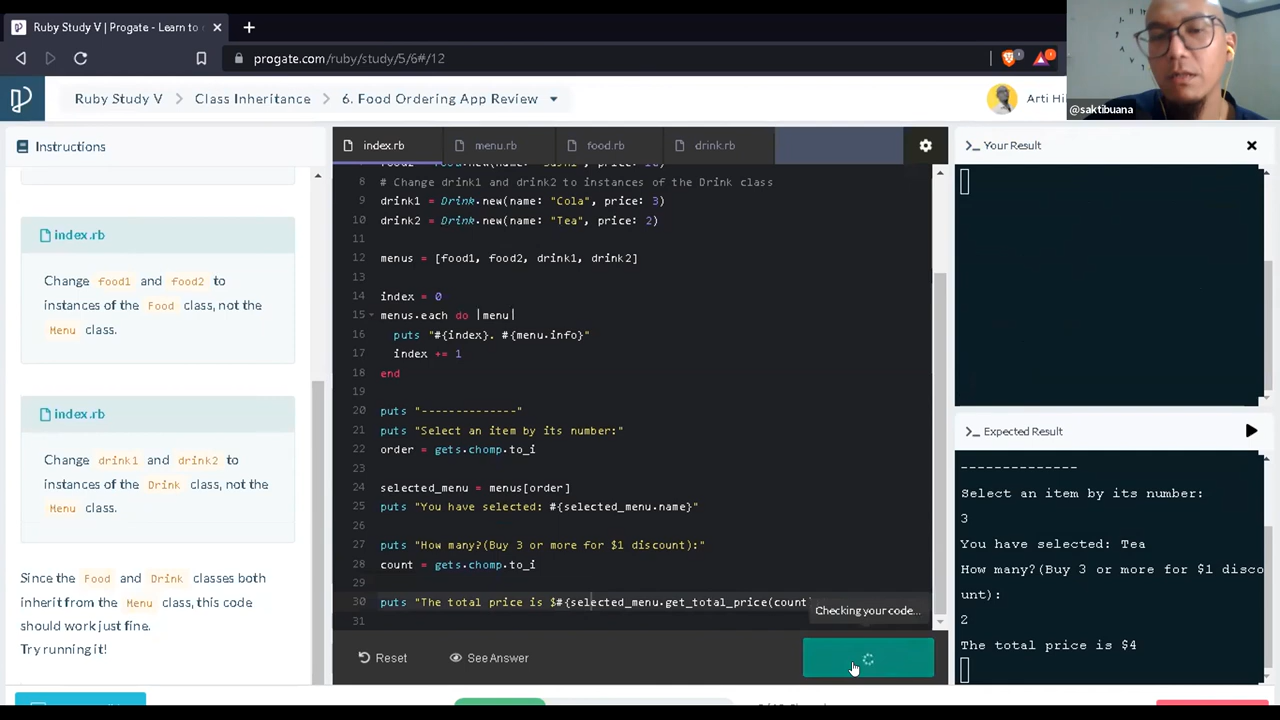 Ruby Study V | Progate - Learn to
progate.com/ruby/study/5/6#/12
@saktibuana
Ruby Study V
Class Inheritance
6. Food Ordering App Review
Arti Hi
Instructions
index.rb
Change food1 and food2 to
instances of the Food class, not the
Menu class.
index.rb
Change drink1 and drink2 to
instances of the Drink class, not the
Menu class.
Since the Food and Drink classes both
inherit from the Menu class, this code
should work just fine.
Try running it!
index.rb
menu.rb
food.rb
drink.rb
8 # Change drink1 and drink2 to instances of the Drink class
9 drink1 = Drink.new(name: "Cola", price: 3)
10 drink2 = Drink.new(name: "Tea", price: 2)
11
12 menus = [food1, food2, drink1, drink2]
13
14 index = 0
15 menus.each do |menu|
16 puts "#{index}. #{menu.info}"
17 index += 1
18 end
19
20 puts "--------------"
21 puts "Select an item by its number:"
22 order = gets.chomp.to_i
23
24 selected_menu = menus[order]
25 puts "You have selected: #{selected_menu.name}"
26
27 puts "How many?(Buy 3 or more for $1 discount):"
28 count = gets.chomp.to_i
29
30 puts "The total price is $#{selected_menu.get_total_price(count)
31
Checking your code...
Reset
See Answer
Your Result
Expected Result
--------------
Select an item by its number:
3
You have selected: Tea
How many?(Buy 3 or more for $1 disco
unt):
2
The total price is $4